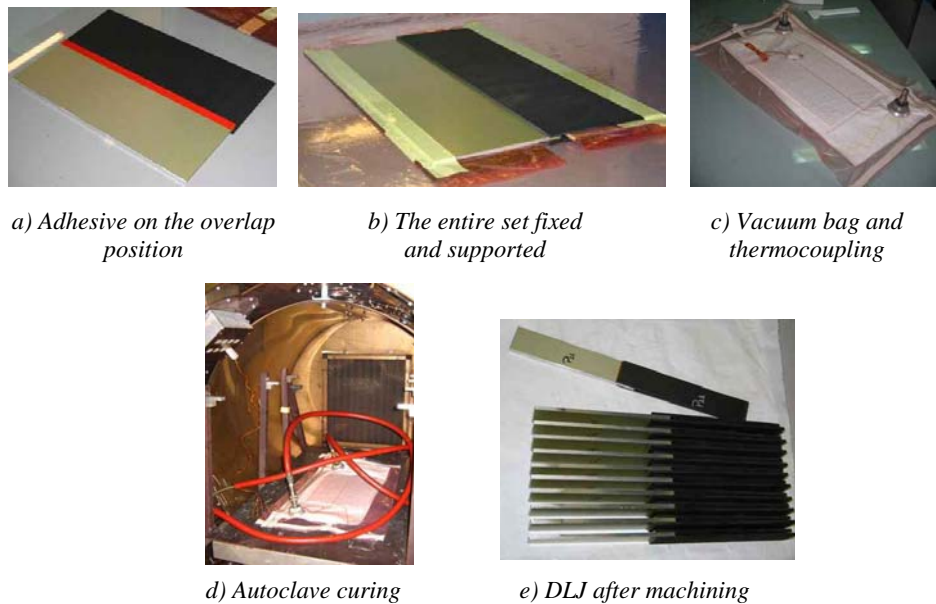 a) Adhesive on the overlap
position
b) The entire set fixed
and supported
c) Vacuum bag and
thermocoupling
d) Autoclave curing
e) DLJ after machining